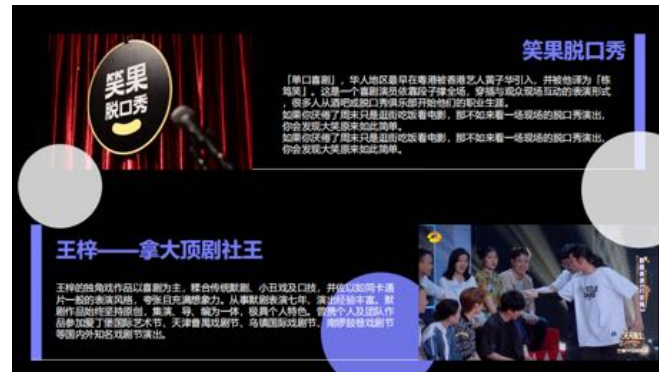 笑果
脱口秀
笑果脱口秀
「单口喜剧」，华人地区最早在粤港被香港艺人黄子华引入，并被他译为「栋
笃笑」。这是一个喜剧演员依靠段子撑全场，穿插与观众现场互动的表演形式
，很多人从酒吧或脱口秀俱乐部开始他们的职业生涯。
如果你厌倦了周末只是逛街吃饭看电影，那不如来看一场现场的脱口秀演出，
你会发现大笑原来如此简单。
如果你厌倦了周末只是逛街吃饭看电影，那不如来看一场现场的脱口秀演出，
你会发现大笑原来如此简单。
王梓——拿大顶剧社王
王梓的独角戏作品以喜剧为主，糅合传统默剧、小丑戏及口技，并佐以如同卡通
片一般的表演风格，夸张且充满想象力。从事默剧表演七年，演出经验丰富。默
剧作品始终坚持原创，集演、导、编为一体，极具个人特色。曾携个人及团队作
品参加爱丁堡国际艺术节、天津曹禺戏剧节、乌镇国际戏剧节、南锣鼓巷戏剧节
等国内外知名戏剧节演出。